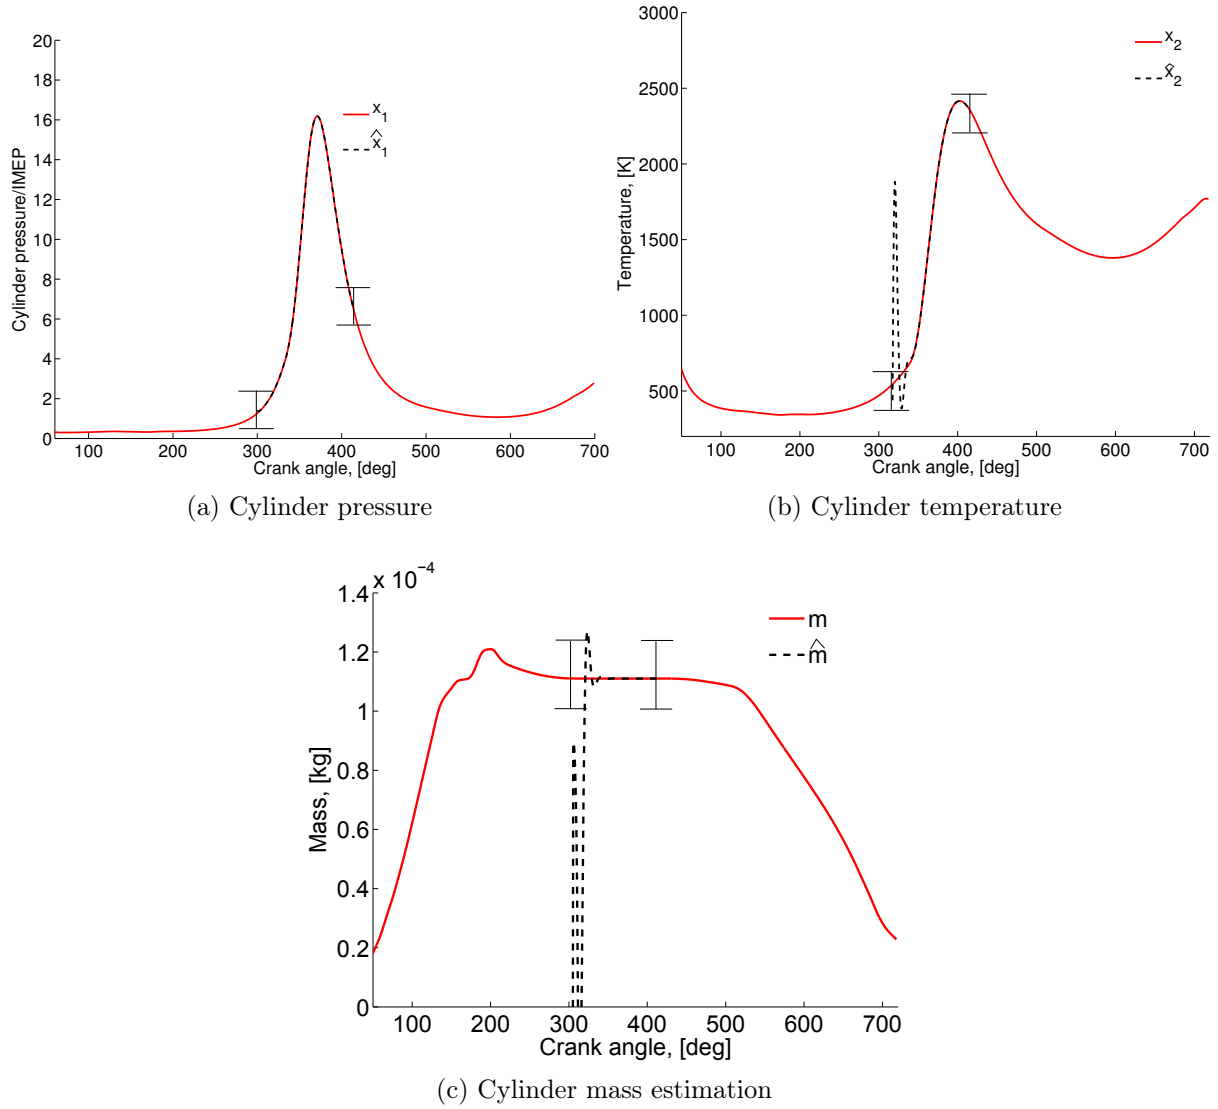 20
18
16
14
12
10
8
6
4
2
0
Cylinder pressure/IMEP
x1
x̂1
100 200 300 400 500 600 700
Crank angle, [deg]
(a) Cylinder pressure
3000
2500
2000
1500
1000
500
Temperature, [K]
x2
x̂2
100 200 300 400 500 600 700
Crank angle, [deg]
(b) Cylinder temperature
x 10−4
1.4
1.2
1
0.8
0.6
0.4
0.2
0
Mass, [kg]
m
m̂
100 200 300 400 500 600 700
Crank angle, [deg]
(c) Cylinder mass estimation